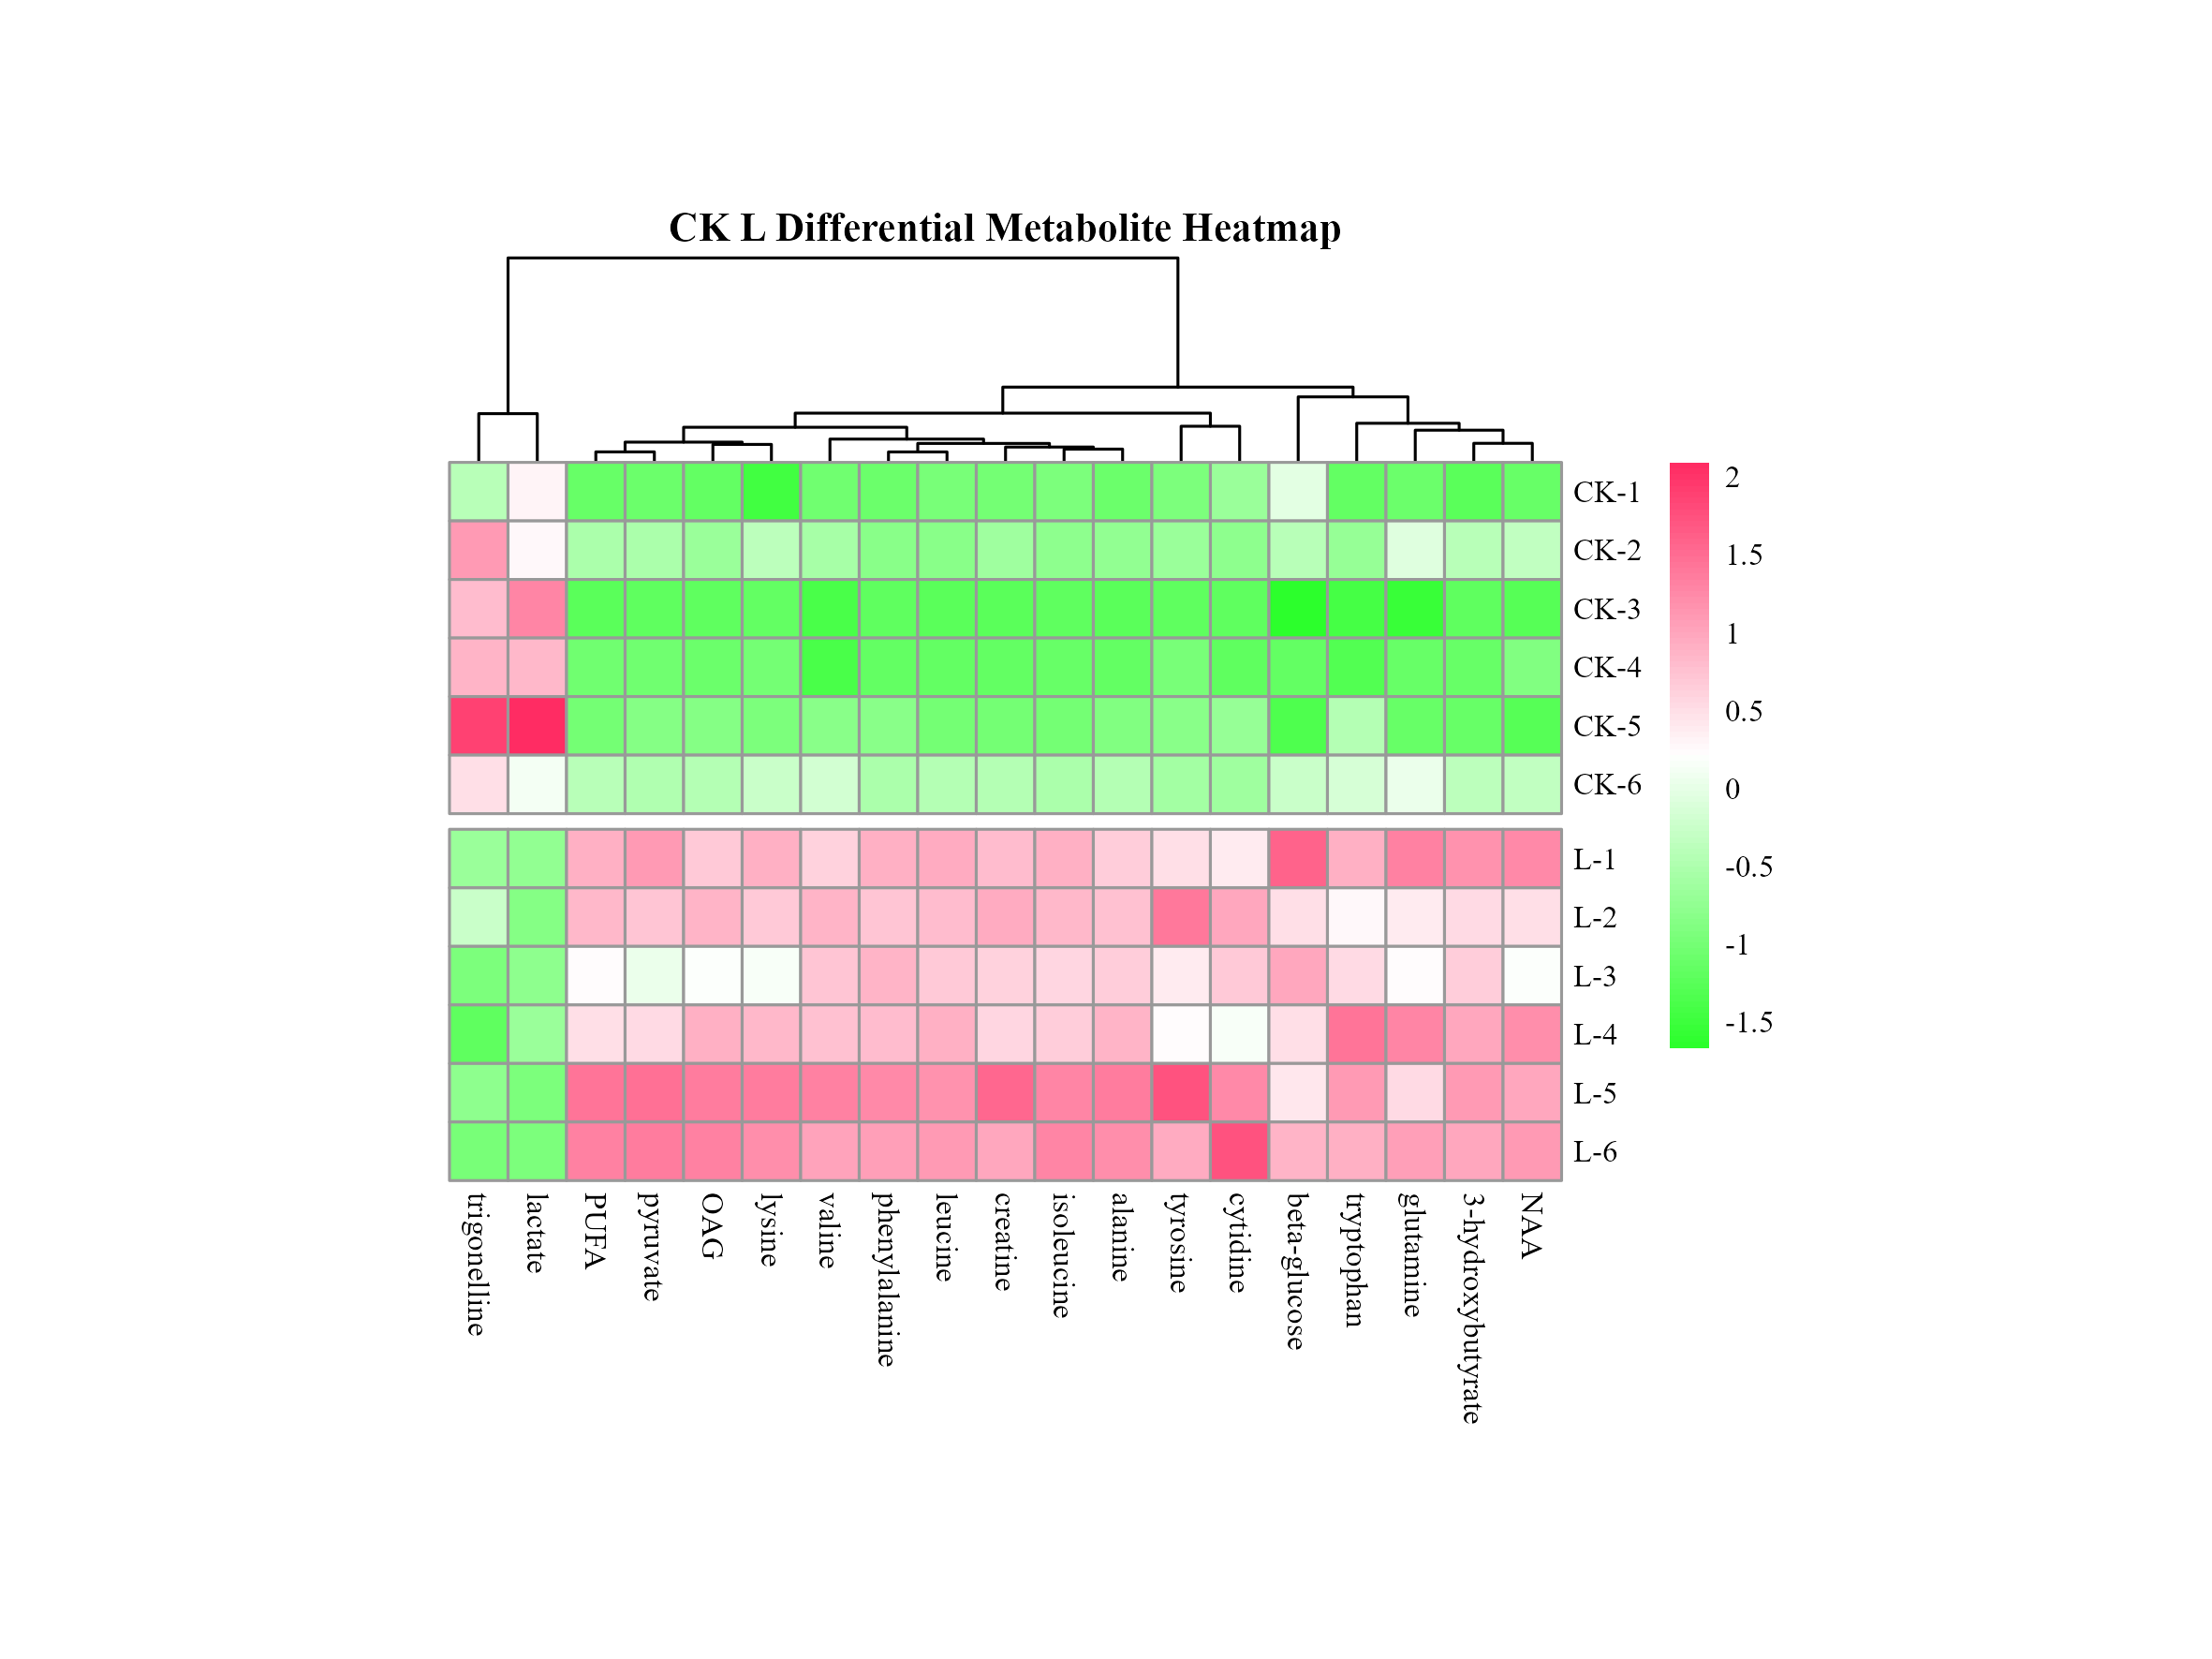 CK L Differential Metabolite Heatmap
CK-1
CK-2
CK-3
CK-4
CK-5
CK-6
L-1
L-2
L-3
L-4
L-5
L-6
2
1.5
1
0.5
0
-0.5
-1
-1.5
trigonelline
lactate
PUFA
pyruvate
OAG
lysine
valine
phenylalanine
leucine
creatine
isoleucine
alanine
tyrosine
cytidine
beta-glucose
tryptophan
glutamine
3-hydroxybutyrate
NAA